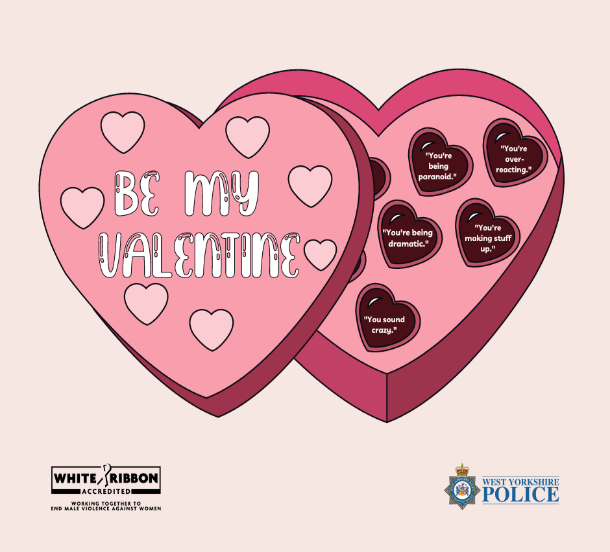 BE MY
VALENTINE
"You're
being
paranoid."
"You're
over-
reacting."
"You're being
dramatic."
"You're
making stuff
up."
"You sound
crazy."
WHITE RIBBON
ACCREDITED
WORKING TOGETHER TO
END MALE VIOLENCE AGAINST WOMEN
WEST YORKSHIRE
POLICE